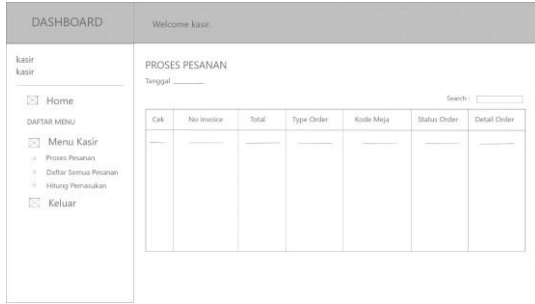 DASHBOARD
Welcome kasir.
kasir
kasir
Home
DAFTAR MENU
Menu Kasir
Proses Pesanan
Daftar Semua Pesanan
Hitung Pemasukan
Keluar
PROSES PESANAN
Tanggal
Search :
Cek No Invoice Total Type Order Kode Meja Status Order Detail Order